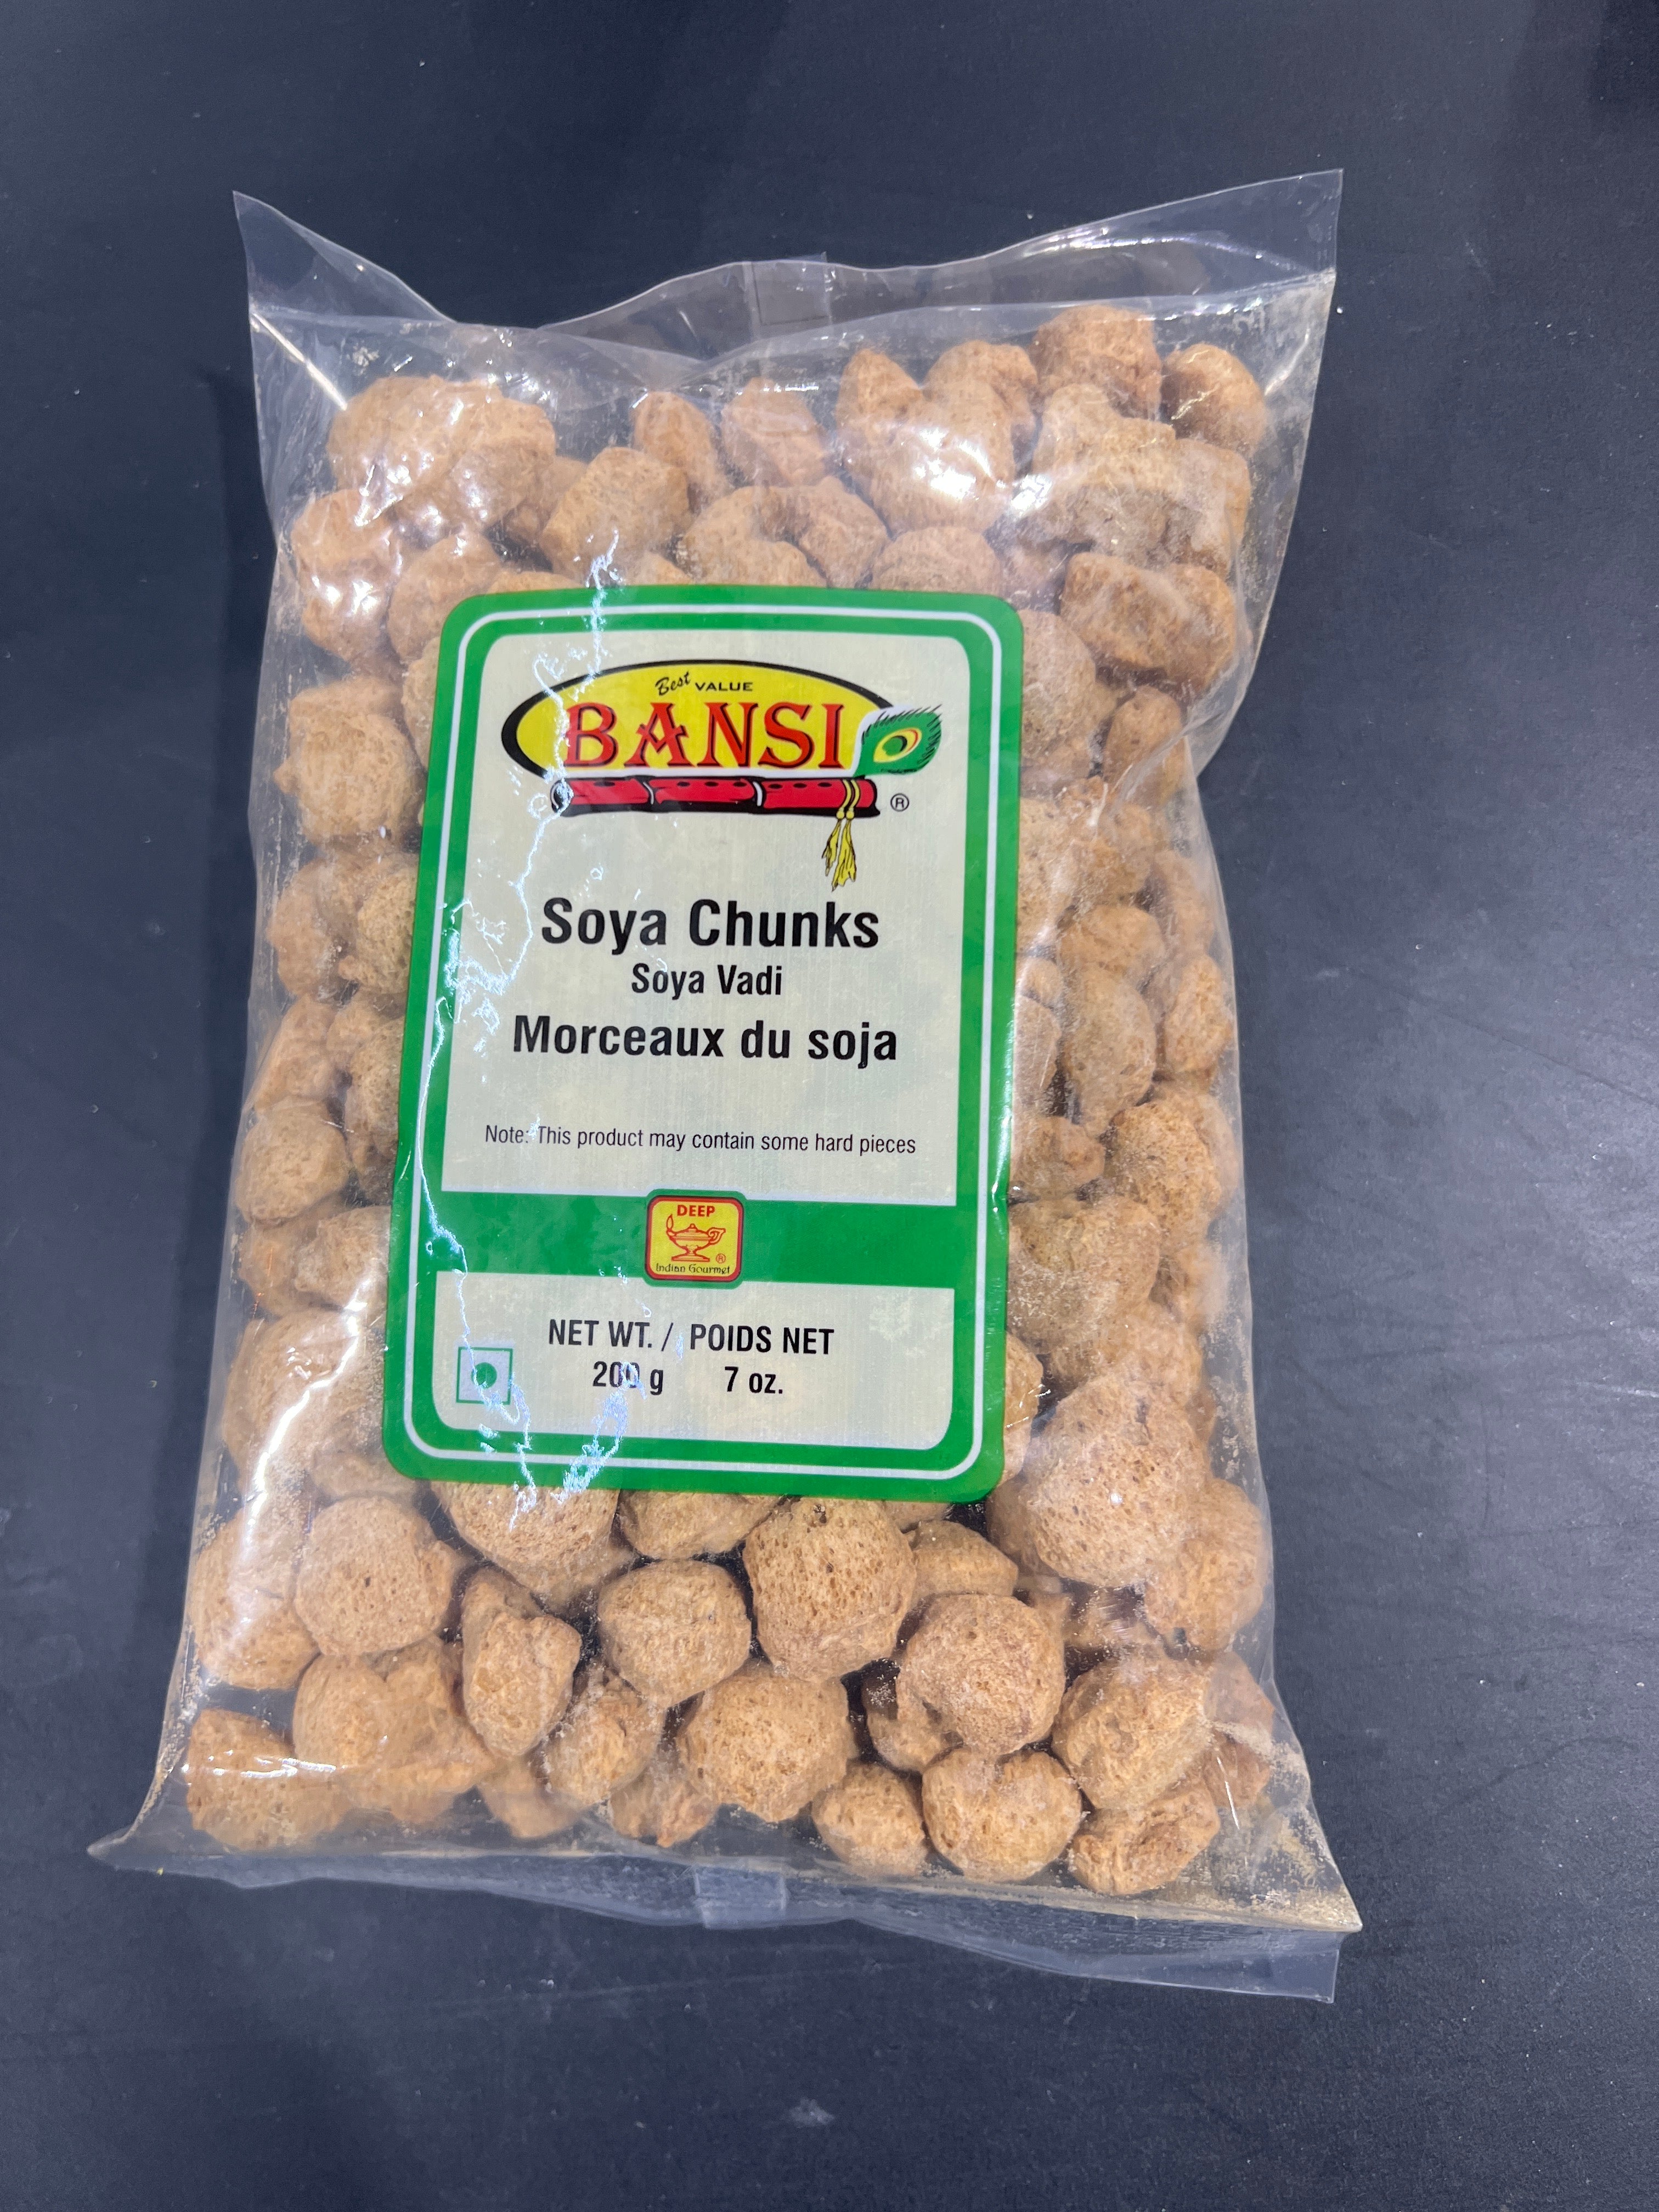 Best VALUE
BANSI
®
Soya Chunks
Soya Vadi
Morceaux du soja
Note: This product may contain some hard pieces
DEEP
®
Indian Gourmet
NET WT. / POIDS NET
200 g 7 oz.